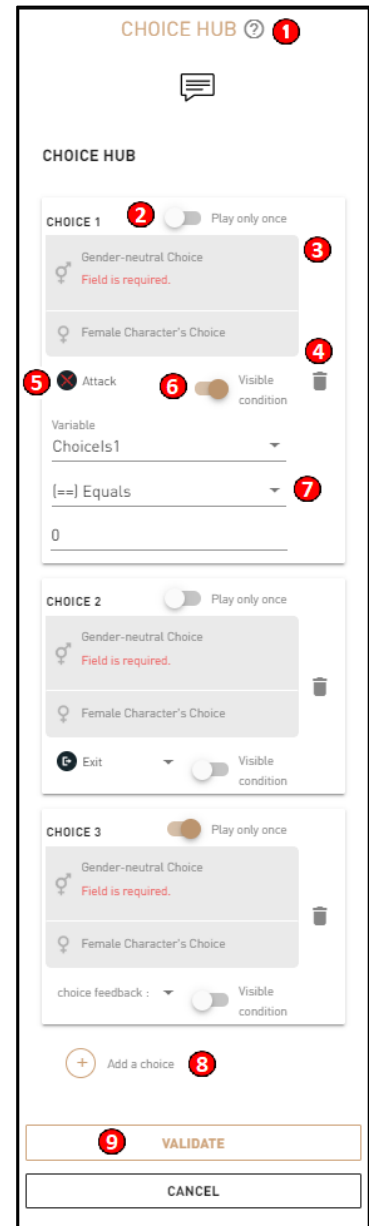 CHOICE HUB ? 1
CHOICE HUB
CHOICE 1 2 Play only once
3
Gender-neutral Choice
Field is required.
Female Character's Choice
4
5 Attack 6 Visible
condition
Variable
ChoiceIs1
(==) Equals 7
0
CHOICE 2 Play only once
Gender-neutral Choice
Field is required.
Female Character's Choice
Exit Visible
condition
CHOICE 3 Play only once
Gender-neutral Choice
Field is required.
Female Character's Choice
choice feedback : Visible
condition
+ Add a choice 8
9 VALIDATE
CANCEL